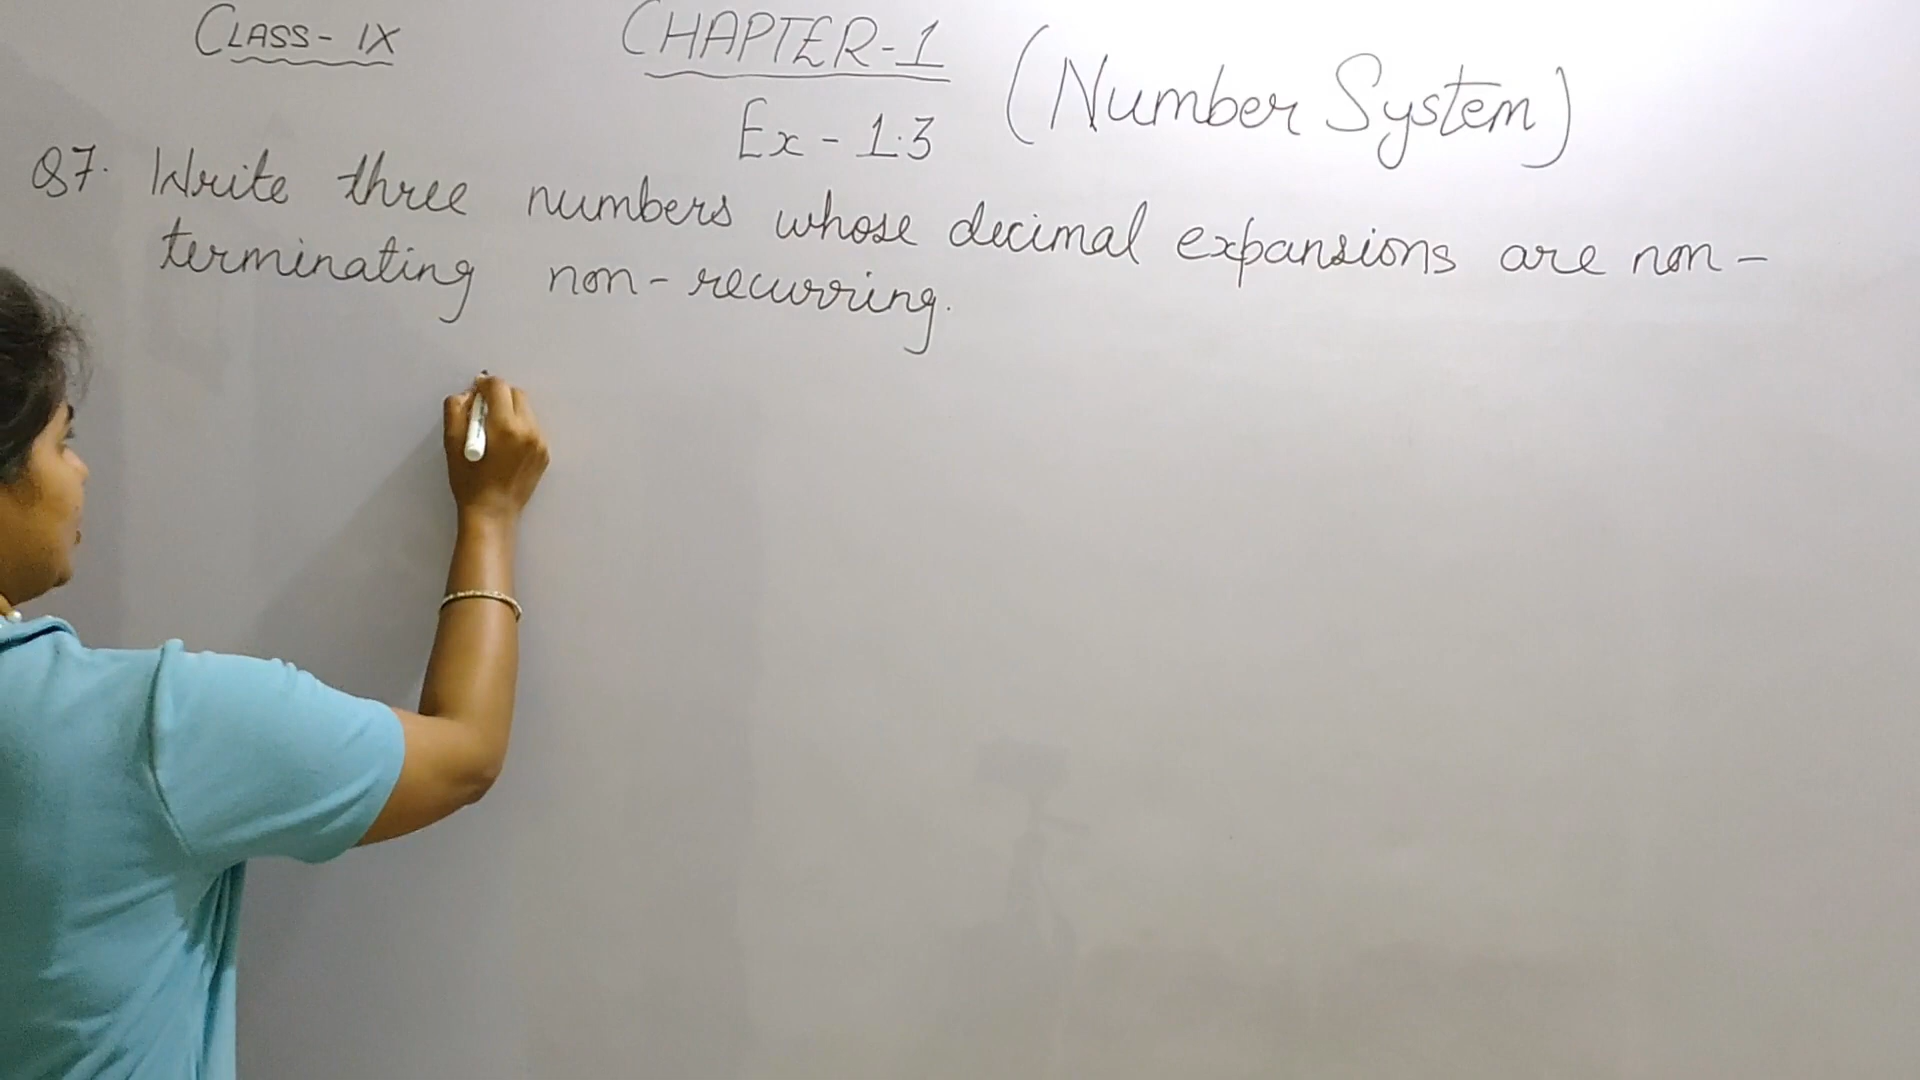 CLASS- IX
CHAPTER-1
(Number System)
Ex - 1.3
Q7. Write three numbers whose decimal expansions are non-
terminating non-recurring.